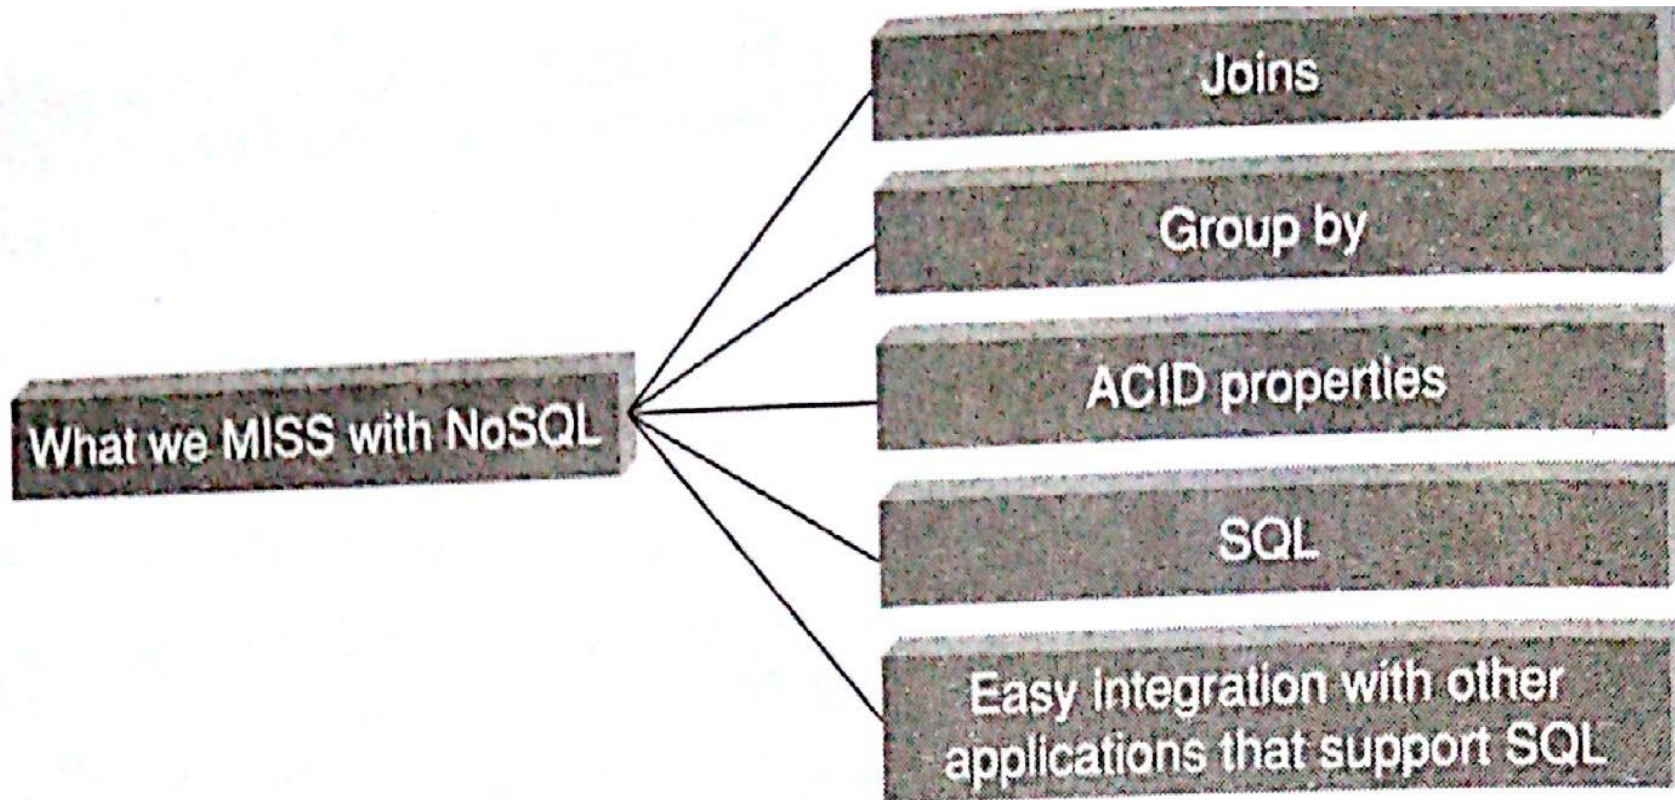 Joins
Group by
What we MISS with NoSQL
ACID properties
SQL
Easy integration with other
applications that support SQL